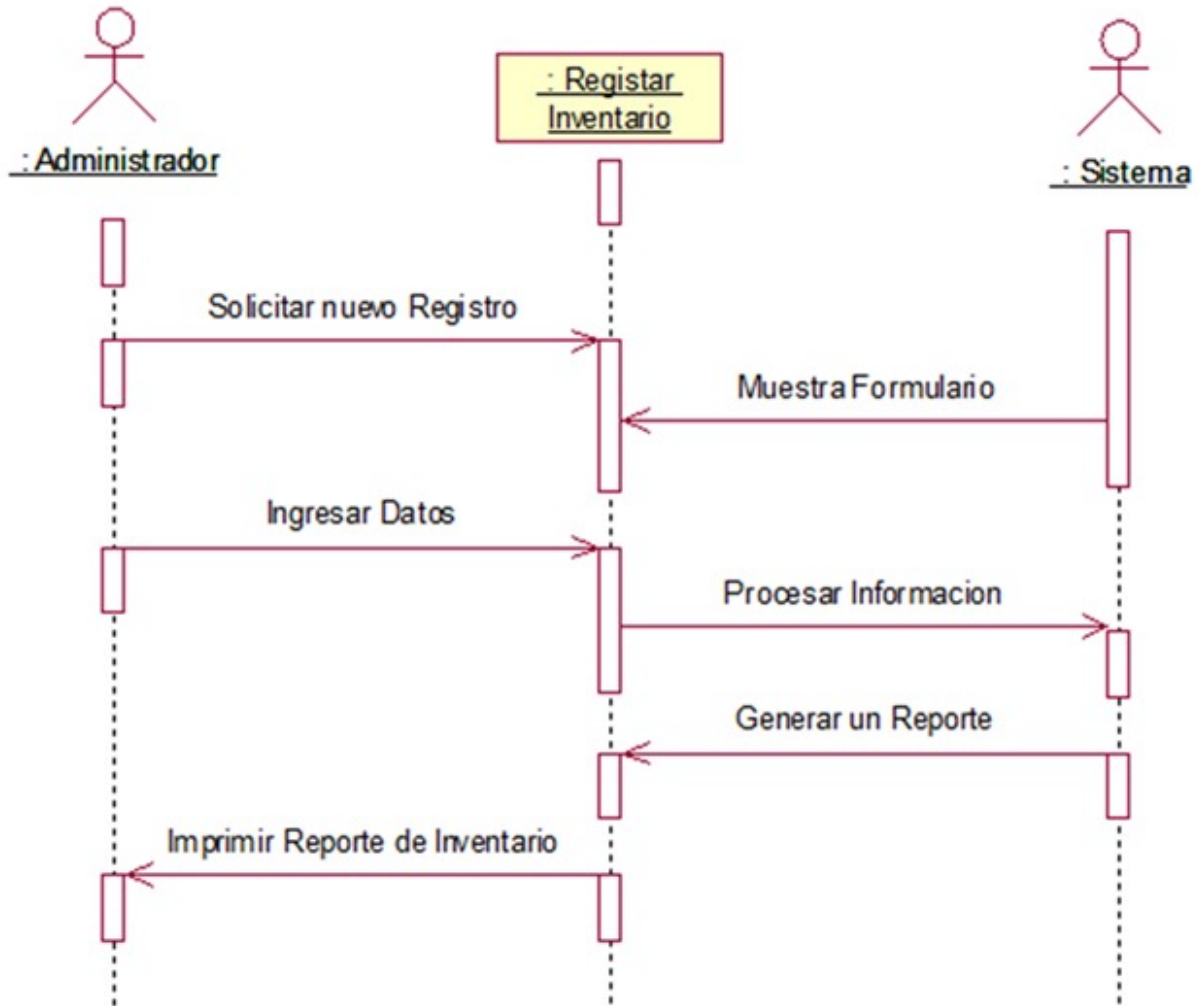 : Registar
Inventario
: Administrador
: Sistema
Solicitar nuevo Registro
Muestra Formulario
Ingresar Datos
Procesar Informacion
Generar un Reporte
Imprimir Reporte de Inventario